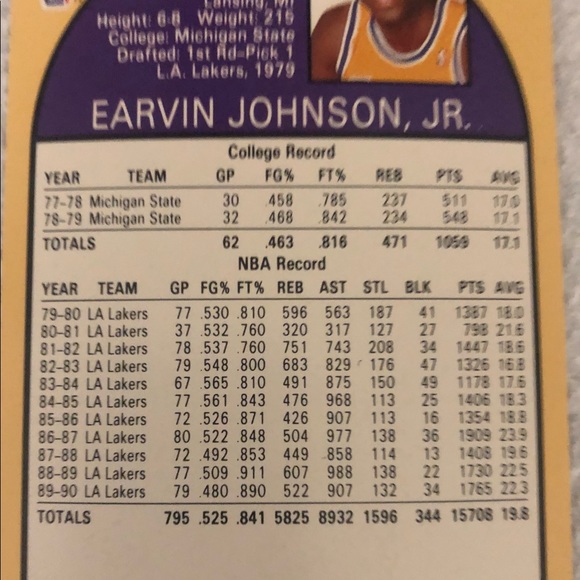 Lansing, MI
Height: 6-8 Weight: 215
College: Michigan State
Drafted: 1st Rd-Pick 1
L.A. Lakers, 1979
EARVIN JOHNSON, JR.
College Record
YEAR TEAM GP FG% FT% REB PTS AVG
77-78 Michigan State 30 .458 .785 237 511 17.0
78-79 Michigan State 32 .468 .842 234 548 17.1
TOTALS 62 .463 .816 471 1059 17.1
NBA Record
YEAR TEAM GP FG% FT% REB AST STL BLK PTS AVG
79-80 LA Lakers 77 .530 .810 596 563 187 41 1387 18.0
80-81 LA Lakers 37 .532 .760 320 317 127 27 798 21.6
81-82 LA Lakers 78 .537 .760 751 743 208 34 1447 18.6
82-83 LA Lakers 79 .548 .800 683 829 176 47 1326 16.8
83-84 LA Lakers 67 .565 .810 491 875 150 49 1178 17.6
84-85 LA Lakers 77 .561 .843 476 968 113 25 1406 18.3
85-86 LA Lakers 72 .526 .871 426 907 113 16 1354 18.8
86-87 LA Lakers 80 .522 .848 504 977 138 36 1909 23.9
87-88 LA Lakers 72 .492 .853 449 858 114 13 1408 19.6
88-89 LA Lakers 77 .509 .911 607 988 138 22 1730 22.5
89-90 LA Lakers 79 .480 .890 522 907 132 34 1765 22.3
TOTALS 795 .525 .841 5825 8932 1596 344 15708 19.8